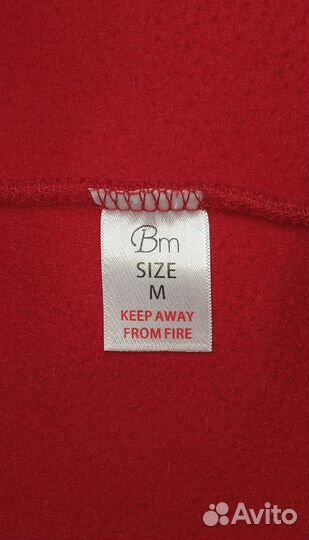 Bm
SIZE
M
KEEP AWAY
FROM FIRE
Avito